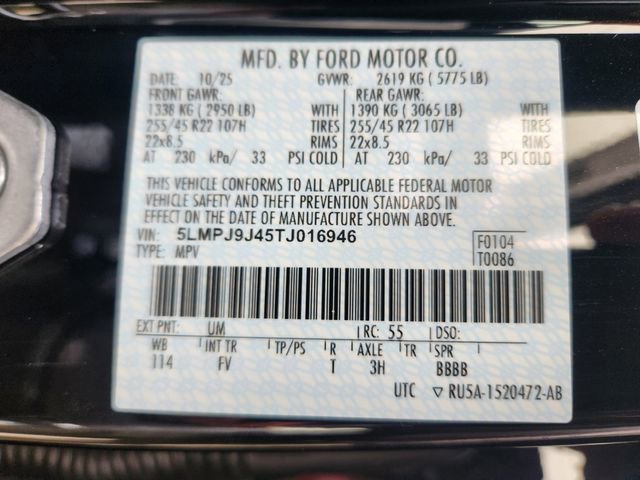 MFD. BY FORD MOTOR CO.
DATE: 10/25 GVWR: 2619 KG ( 5775 LB)
FRONT GAWR: REAR GAWR:
1338 KG ( 2950 LB) WITH 1390 KG ( 3065 LB) WITH
255/45 R22 107H TIRES 255/45 R22 107H TIRES
22x8.5 RIMS 22x8.5 RIMS
AT 230 kPa/ 33 PSI COLD AT 230 kPa/ 33 PSI COLD
THIS VEHICLE CONFORMS TO ALL APPLICABLE FEDERAL MOTOR
VEHICLE SAFETY AND THEFT PREVENTION STANDARDS IN
EFFECT ON THE DATE OF MANUFACTURE SHOWN ABOVE.
VIN: 5LMPJ9J45TJ016946 F0104
TYPE: MPV T0086
EXT PNT: UM RC: 55 DSO:
WB INT TR TP/PS R AXLE TR SPR
114 FV T 3H BBBB
UTC ▽ RU5A-1520472-AB